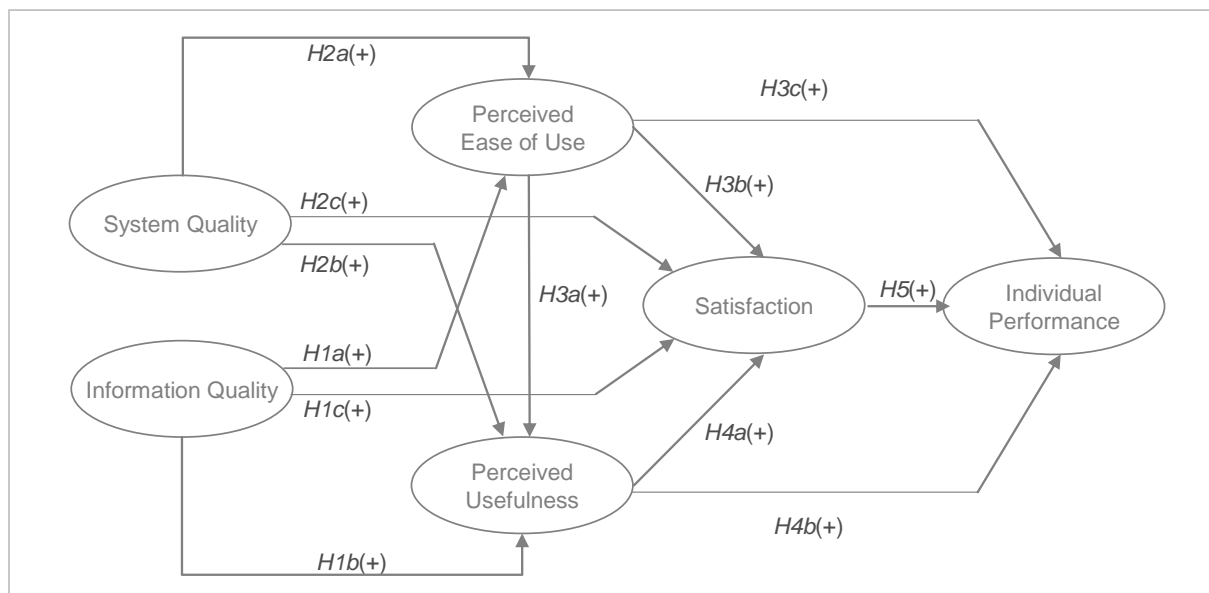 H2a(+)
Perceived
Ease of Use
H3c(+)
H3b(+)
System Quality
H2c(+)
H2b(+)
H3a(+)
Satisfaction
H5(+)
Individual
Performance
Information Quality
H1a(+)
H1c(+)
H4a(+)
Perceived
Usefulness
H4b(+)
H1b(+)